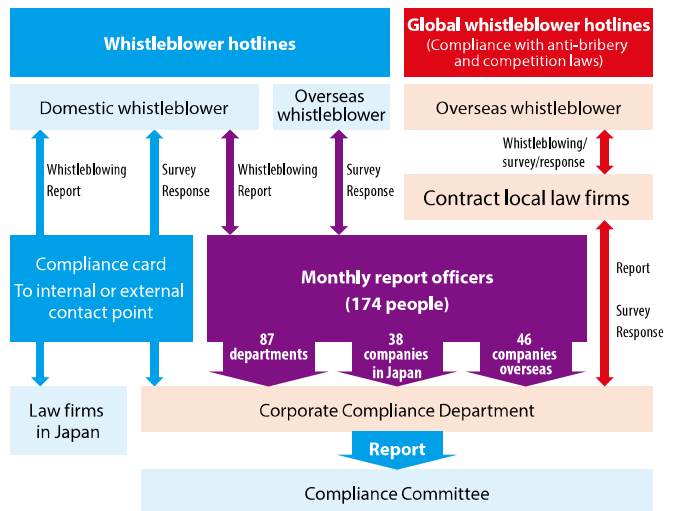 Whistleblower hotlines
Global whistleblower hotlines
(Compliance with anti-bribery
and competition laws)
Domestic whistleblower
Overseas
whistleblower
Overseas whistleblower
Whistleblowing
Report
Survey
Response
Whistleblowing
Report
Survey
Response
Whistleblowing/
survey/response
Contract local law firms
Compliance card
To internal or external
contact point
Monthly report officers
(174 people)
87
departments
38
companies
in Japan
46
companies
overseas
Report
Survey
Response
Law firms
in Japan
Corporate Compliance Department
Report
Compliance Committee